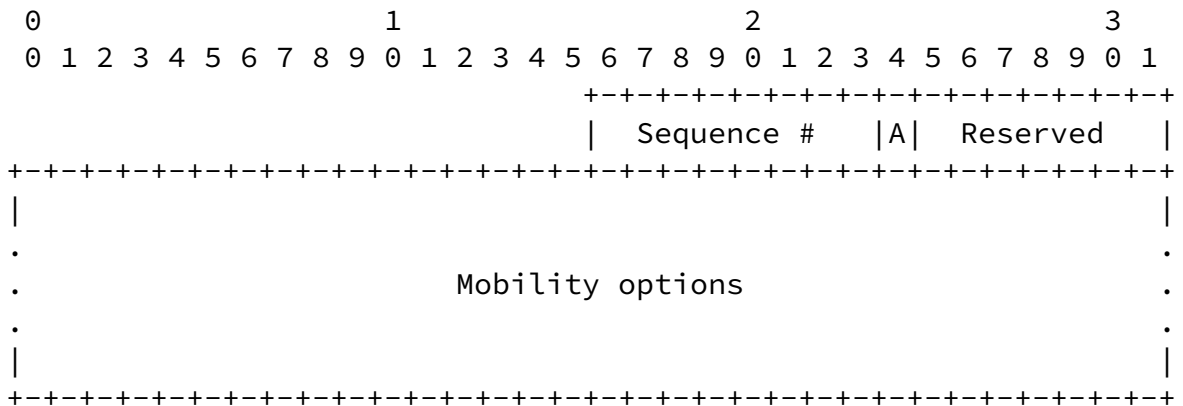 0                   1                   2                   3
 0 1 2 3 4 5 6 7 8 9 0 1 2 3 4 5 6 7 8 9 0 1 2 3 4 5 6 7 8 9 0 1
                                +-+-+-+-+-+-+-+-+-+-+-+-+-+-+-+-+
                                |  Sequence #   |A|  Reserved   |
+-+-+-+-+-+-+-+-+-+-+-+-+-+-+-+-+-+-+-+-+-+-+-+-+-+-+-+-+-+-+-+-+
|                                                               |
.                                                               .
.                        Mobility options                       .
.                                                               .
|                                                               |
+-+-+-+-+-+-+-+-+-+-+-+-+-+-+-+-+-+-+-+-+-+-+-+-+-+-+-+-+-+-+-+-+